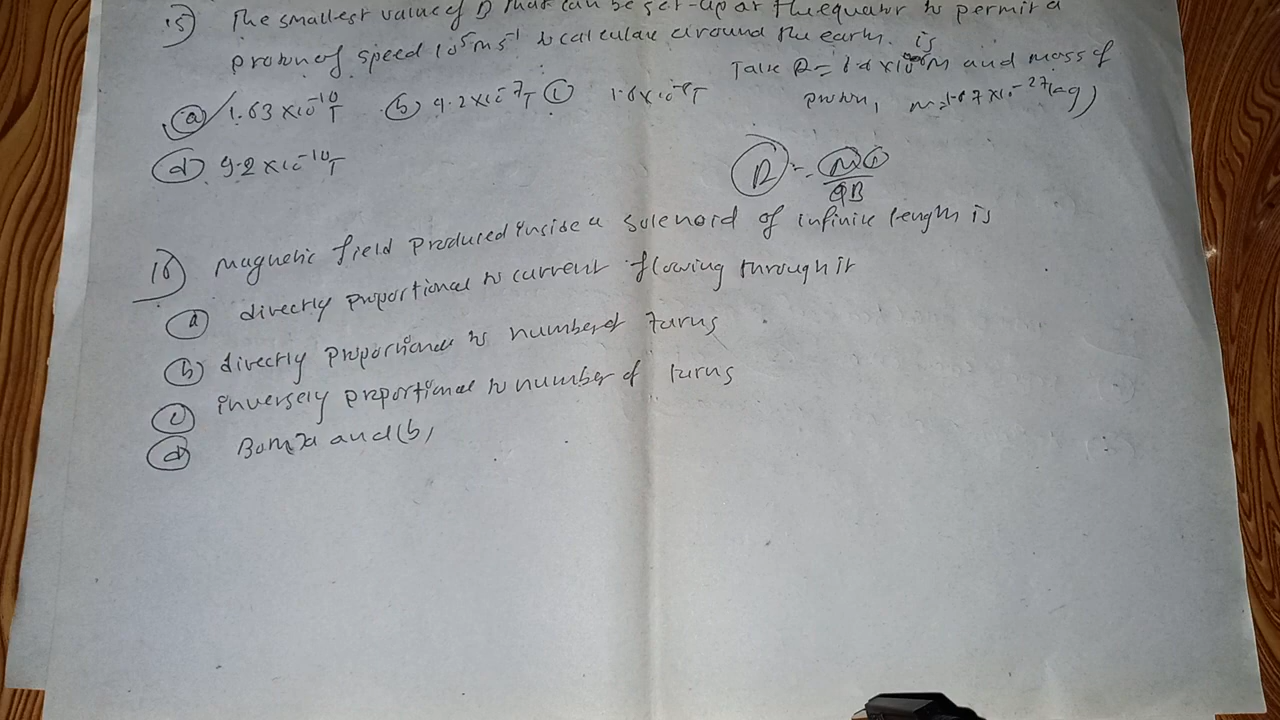 15) The smallest value of B that can be set-up at the equator to permit a
proton of speed 10⁵ms⁻¹ to calculate around the earth. is
Take R = 6.4 × 10⁶m and mass of
proton, m = 1.67 × 10⁻²⁷kg)
(a) 1.63 × 10⁻¹⁰T (b) 9.2 × 10⁻⁷T (c) 1.6 × 10⁻⁸T
(d) 9.2 × 10⁻¹⁰T
R = mv/qB
16) magnetic field produced inside a solenoid of infinite length is
(a) directly proportional to current flowing through it
(b) directly proportional to number of turns
(c) inversely proportional to number of turns
(d) Both a and (b)